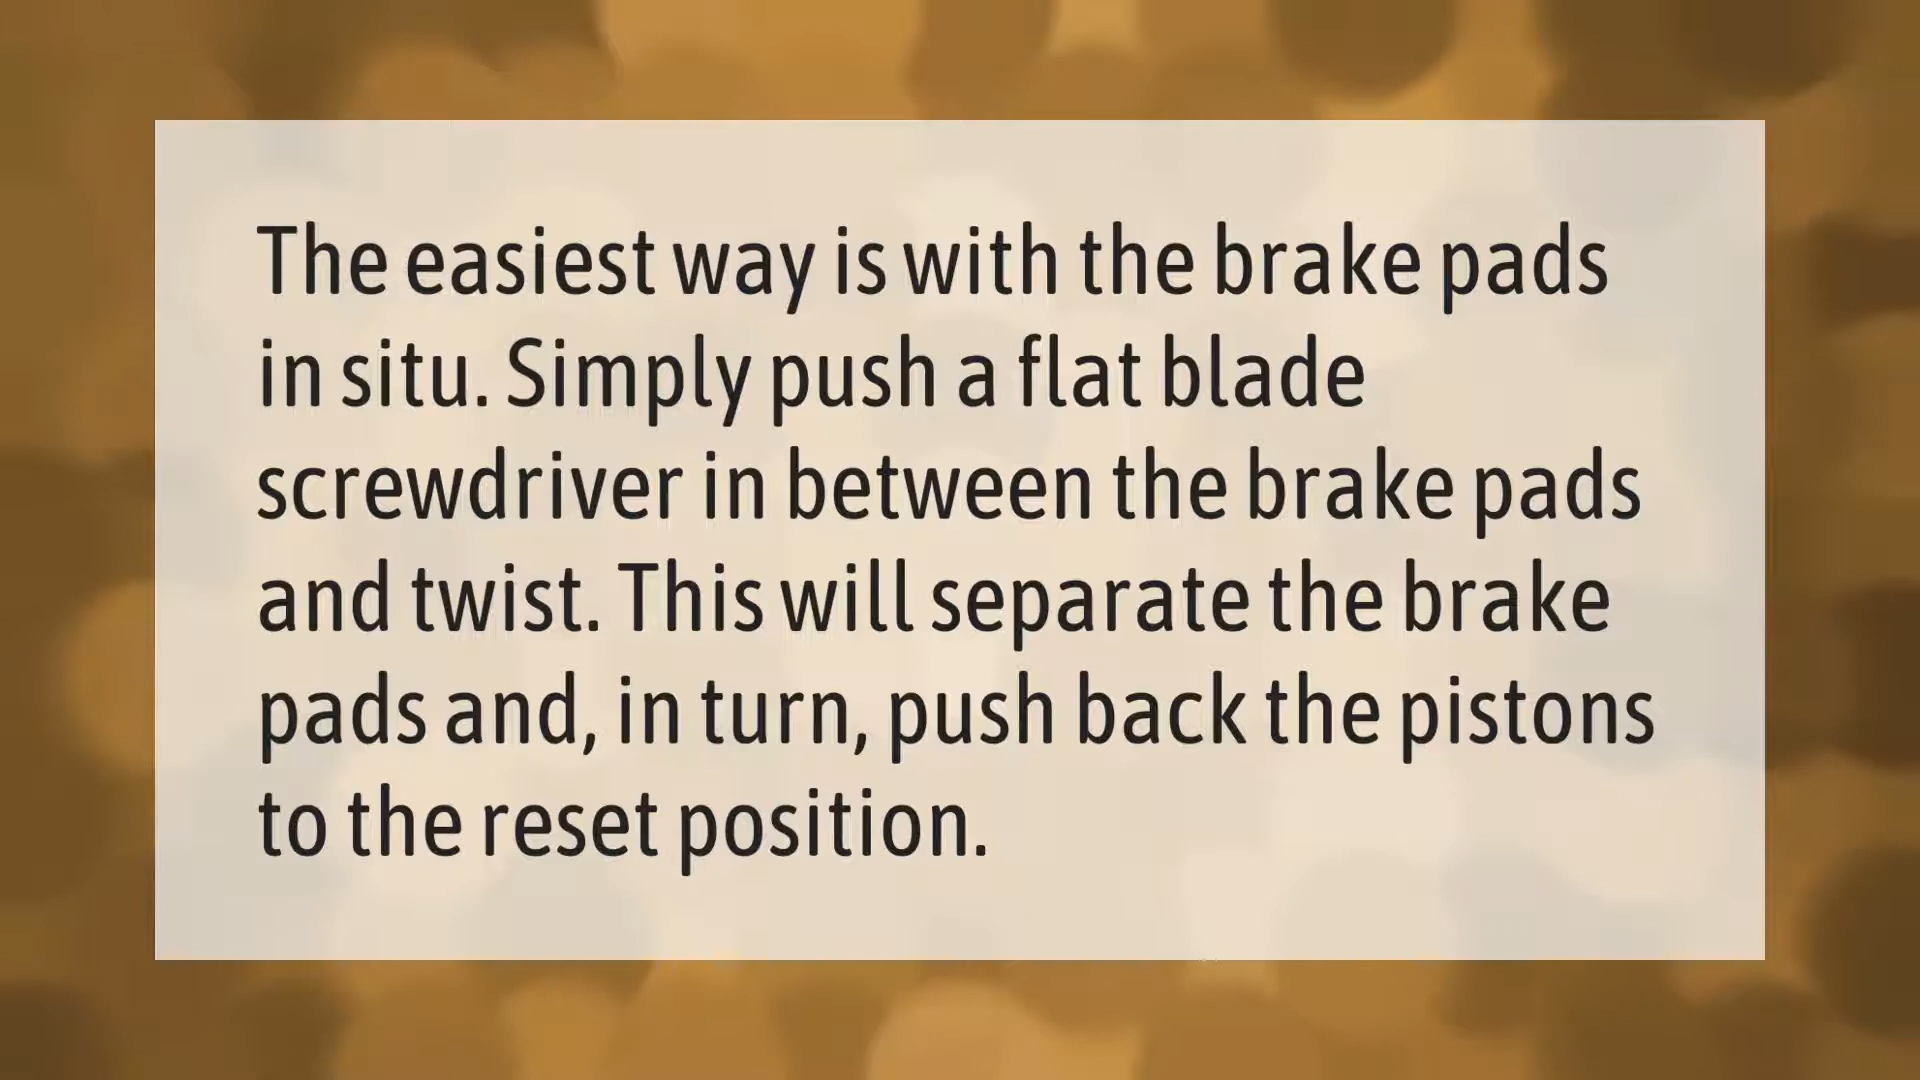 The easiest way is with the brake pads
in situ. Simply push a flat blade
screwdriver in between the brake pads
and twist. This will separate the brake
pads and, in turn, push back the pistons
to the reset position.